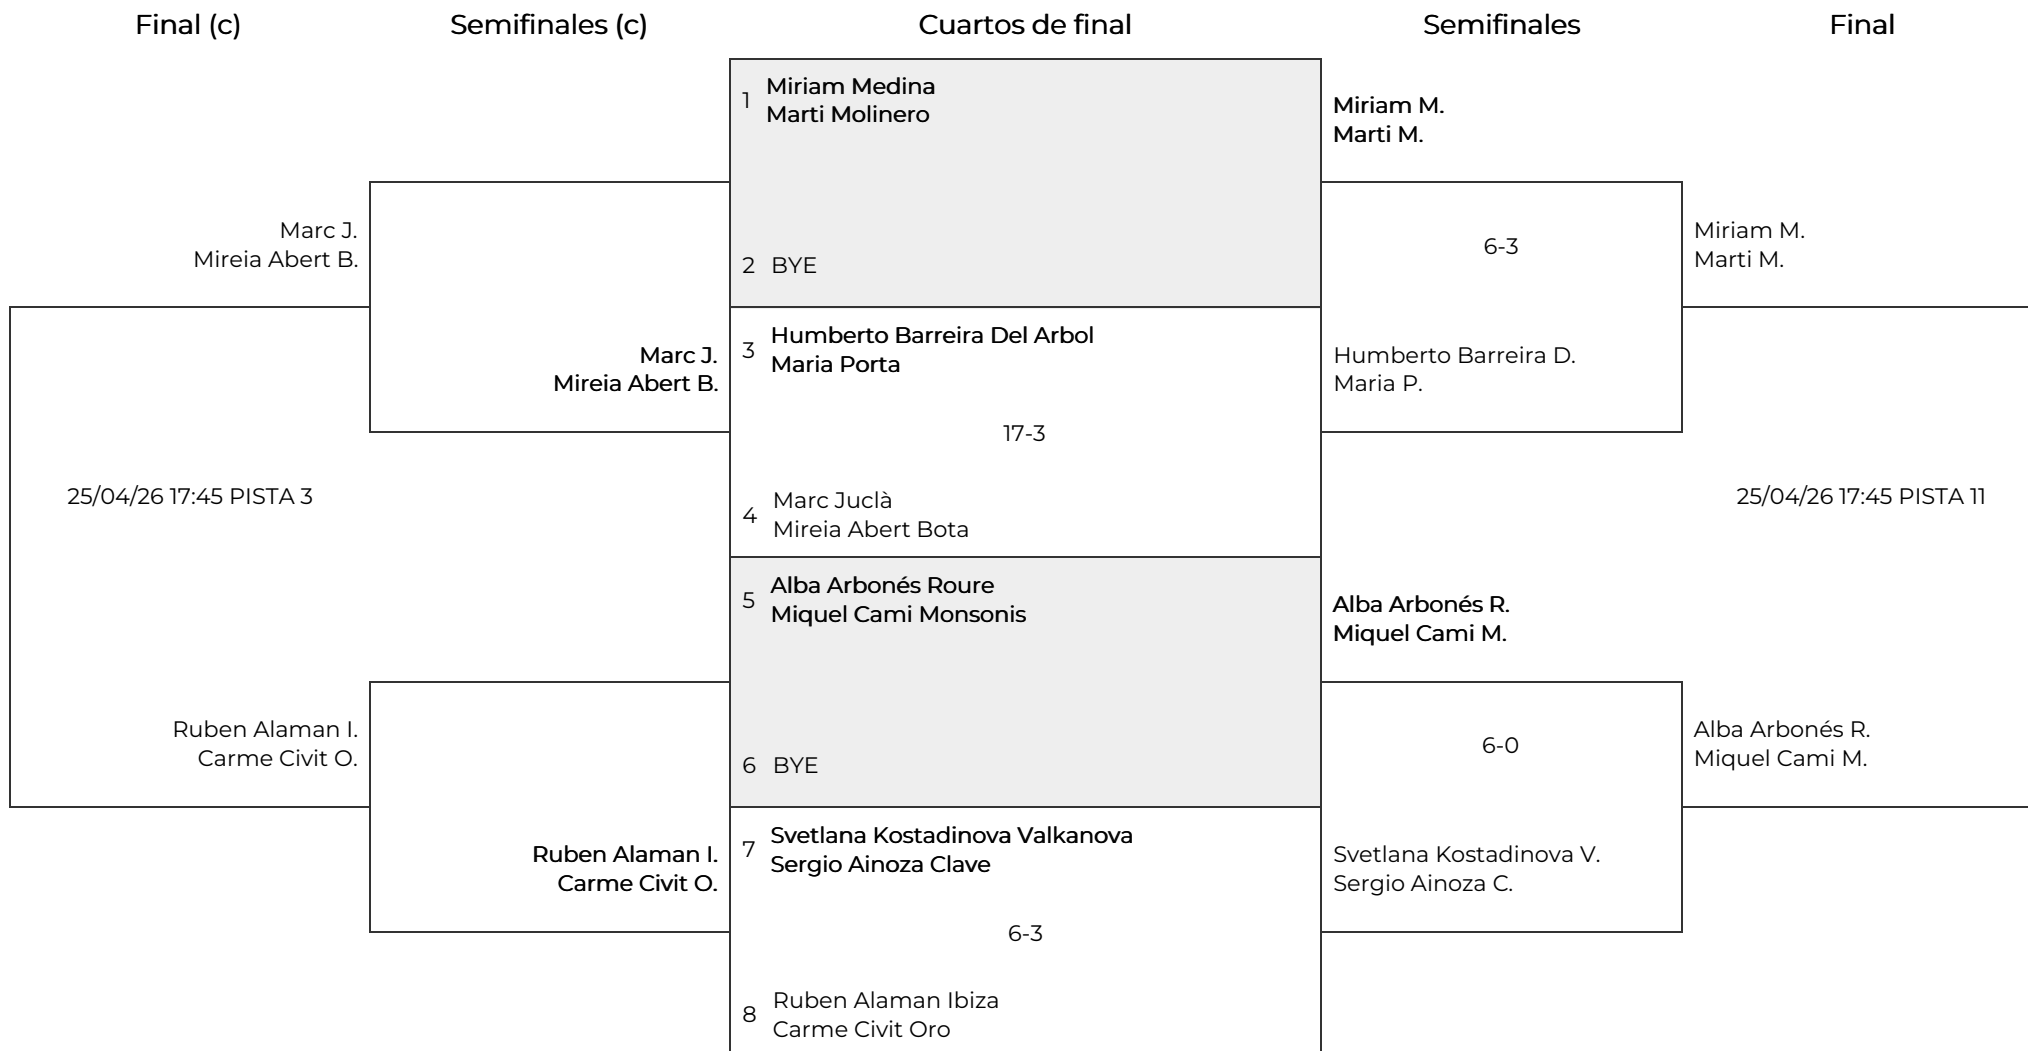 Final (c)
Semifinales (c)
Cuartos de final
Semifinales
Final
Marc J.
Mireia Abert B.
25/04/26 17:45 PISTA 3
Ruben Alaman I.
Carme Civit O.
Marc J.
Mireia Abert B.
Ruben Alaman I.
Carme Civit O.
1 Miriam Medina
Marti Molinero
2 BYE
3 Humberto Barreira Del Arbol
Maria Porta
17-3
4 Marc Juclà
Mireia Abert Bota
5 Alba Arbonés Roure
Miquel Cami Monsonis
6 BYE
7 Svetlana Kostadinova Valkanova
Sergio Ainoza Clave
6-3
8 Ruben Alaman Ibiza
Carme Civit Oro
Miriam M.
Marti M.
6-3
Humberto Barreira D.
Maria P.
Alba Arbonés R.
Miquel Cami M.
6-0
Svetlana Kostadinova V.
Sergio Ainoza C.
Miriam M.
Marti M.
25/04/26 17:45 PISTA 11
Alba Arbonés R.
Miquel Cami M.